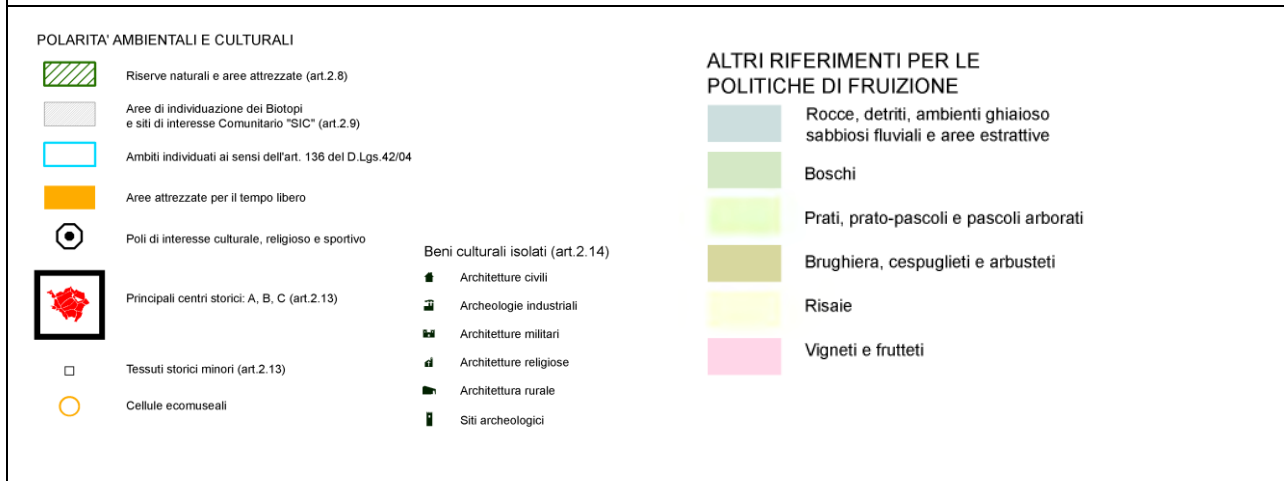 POLARITA' AMBIENTALI E CULTURALI
Riserve naturali e aree attrezzate (art.2.8)
Aree di individuazione dei Biotopi
e siti di interesse Comunitario "SIC" (art.2.9)
Ambiti individuati ai sensi dell'art. 136 del D.Lgs.42/04
Aree attrezzate per il tempo libero
Poli di interesse culturale, religioso e sportivo
Principali centri storici: A, B, C (art.2.13)
Tessuti storici minori (art.2.13)
Cellule ecomuseali
Beni culturali isolati (art.2.14)
Architetture civili
Archeologie industriali
Architetture militari
Architetture religiose
Architettura rurale
Siti archeologici
ALTRI RIFERIMENTI PER LE
POLITICHE DI FRUIZIONE
Rocce, detriti, ambienti ghiaioso
sabbiosi fluviali e aree estrattive
Boschi
Prati, prato-pascoli e pascoli arborati
Brughiera, cespuglieti e arbusteti
Risaie
Vigneti e frutteti